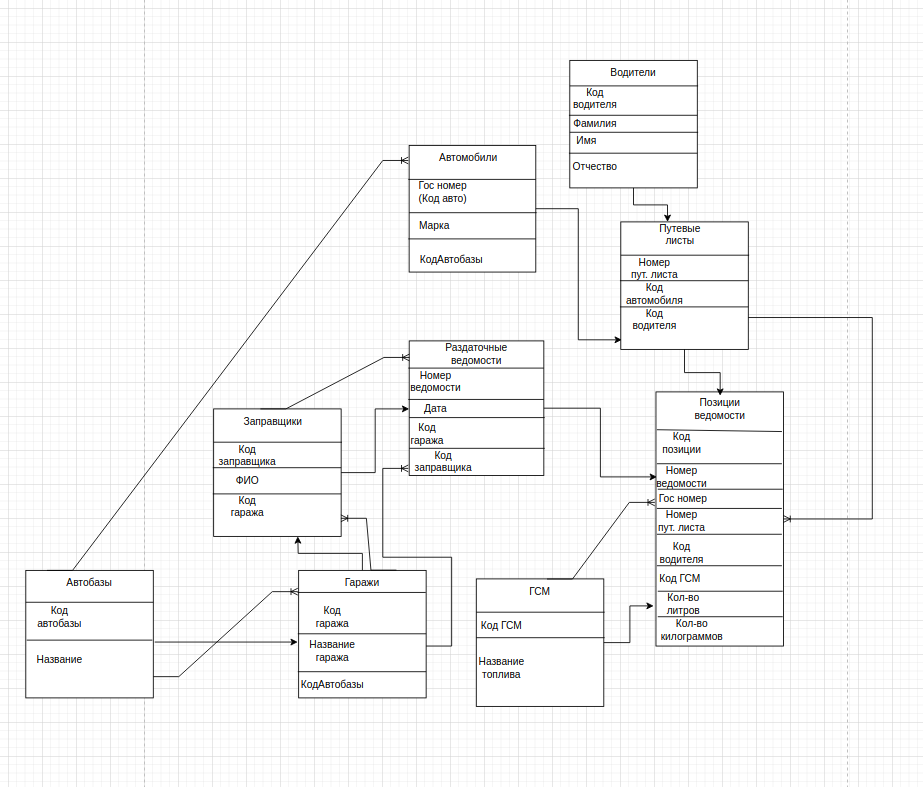 Водители
Код
водителя
Фамилия
Имя
Отчество
Автомобили
Гос номер
(Код авто)
Марка
КодАвтобазы
Путевые
листы
Номер
пут. листа
Код
автомобиля
Код
водителя
Раздаточные
ведомости
Номер
ведомости
Дата
Код
гаража
Код
заправщика
Заправщики
Код
заправщика
ФИО
Код
гаража
Позиции
ведомости
Код
позиции
Номер
ведомости
Гос номер
Номер
пут. листа
Код
водителя
Код ГСМ
Кол-во
литров
Кол-во
килограммов
Автобазы
Код
автобазы
Название
Гаражи
Код
гаража
Название
гаража
КодАвтобазы
ГСМ
Код ГСМ
Название
топлива